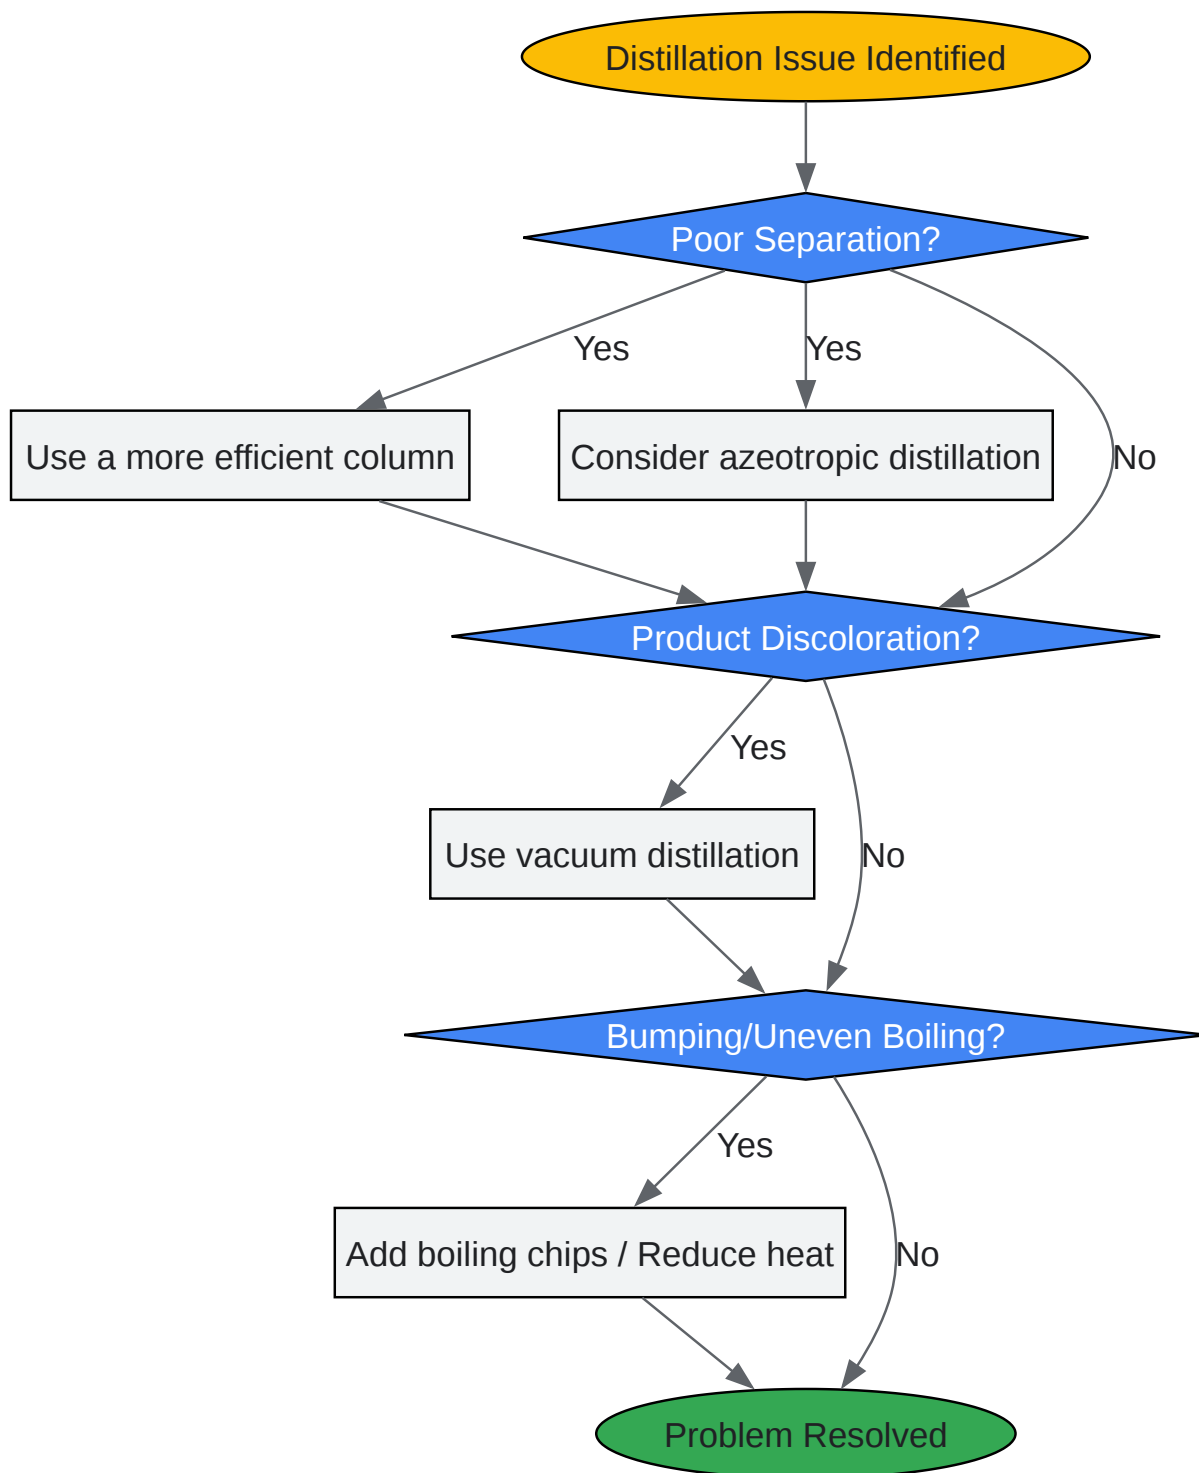 Distillation Issue Identified
Poor Separation?
Yes
Yes
Use a more efficient column
Consider azeotropic distillation
No
Product Discoloration?
Yes
Use vacuum distillation
No
Bumping/Uneven Boiling?
Yes
Add boiling chips / Reduce heat
No
Problem Resolved